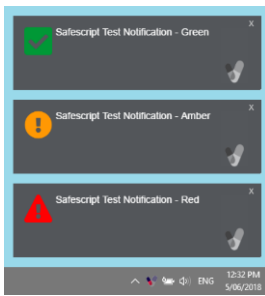 Safescript Test Notification - Green
x
Safescript Test Notification - Amber
x
Safescript Test Notification - Red
x
ENG
12:32 PM
5/06/2018